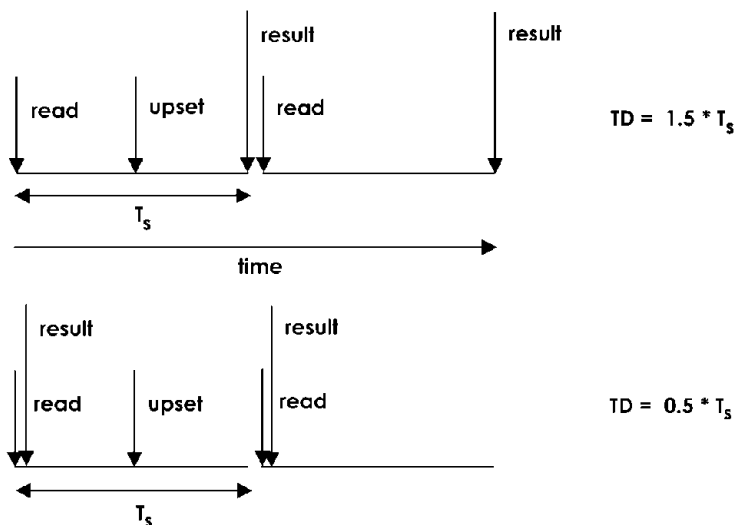 result
result
read
upset
read
TD = 1.5 * Ts
Ts
time
result
result
read
upset
read
TD = 0.5 * Ts
Ts